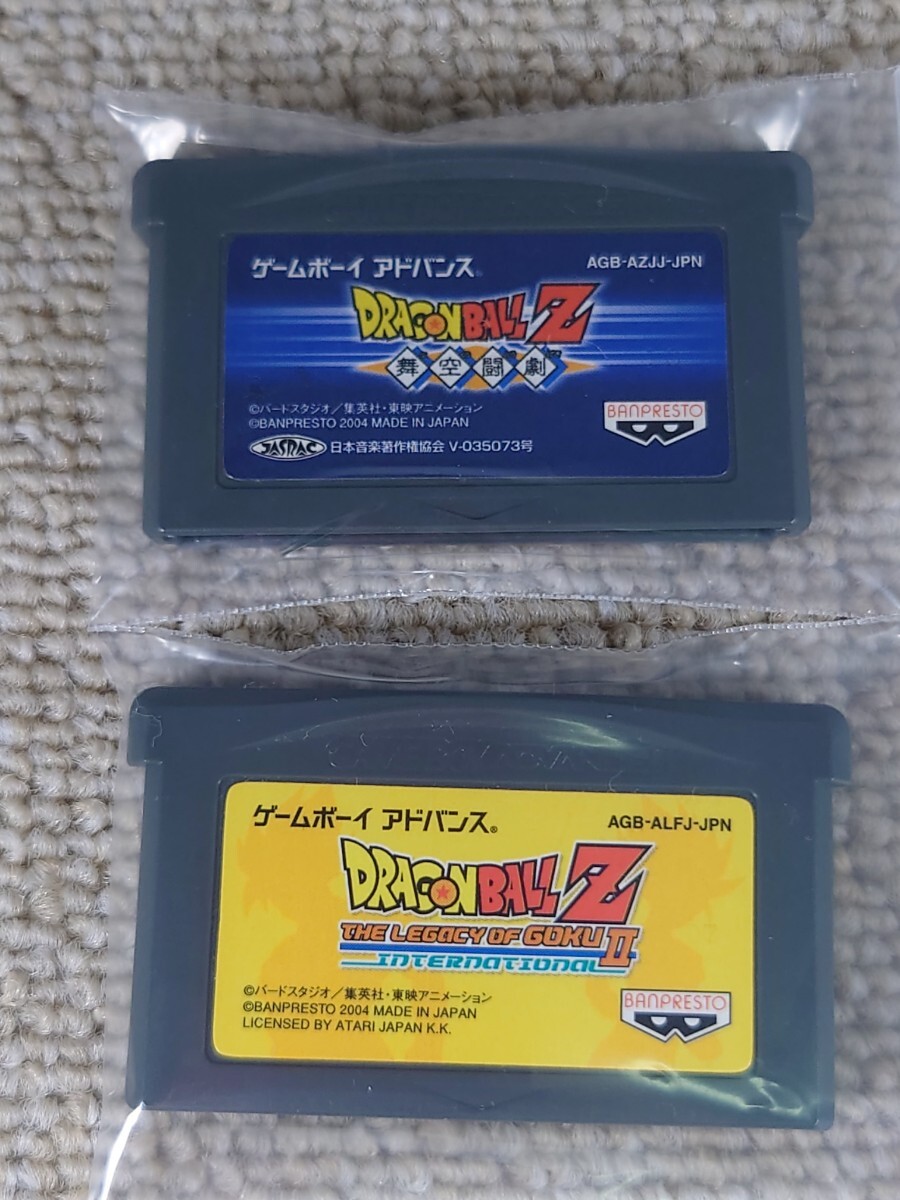 ゲームボーイ アドバンス®
AGB-AZJJ-JPN
DRAGON BALL Z
舞空闘劇
©バードスタジオ／集英社・東映アニメーション
©BANPRESTO 2004 MADE IN JAPAN
BANPRESTO
JASRAC 日本音楽著作権協会 V-035073号
ゲームボーイ アドバンス®
AGB-ALFJ-JPN
DRAGON BALL Z
THE LEGACY OF GOKU II
INTERNATIONAL
©バードスタジオ／集英社・東映アニメーション
©BANPRESTO 2004 MADE IN JAPAN
LICENSED BY ATARI JAPAN K.K.
BANPRESTO